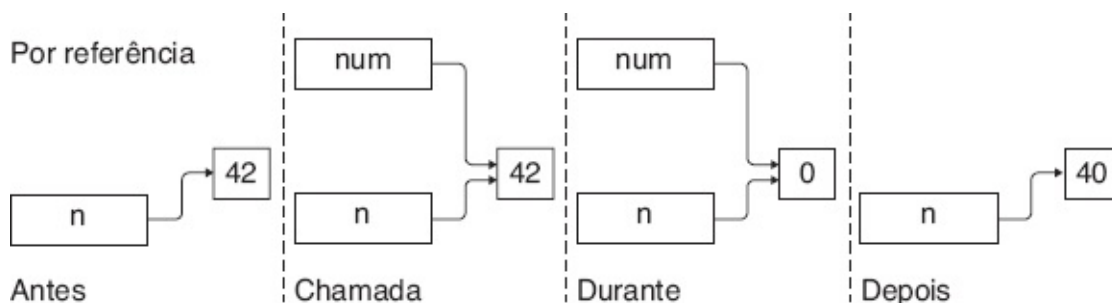 Por referência
num
num
42
42
0
40
n
n
n
n
Antes
Chamada
Durante
Depois